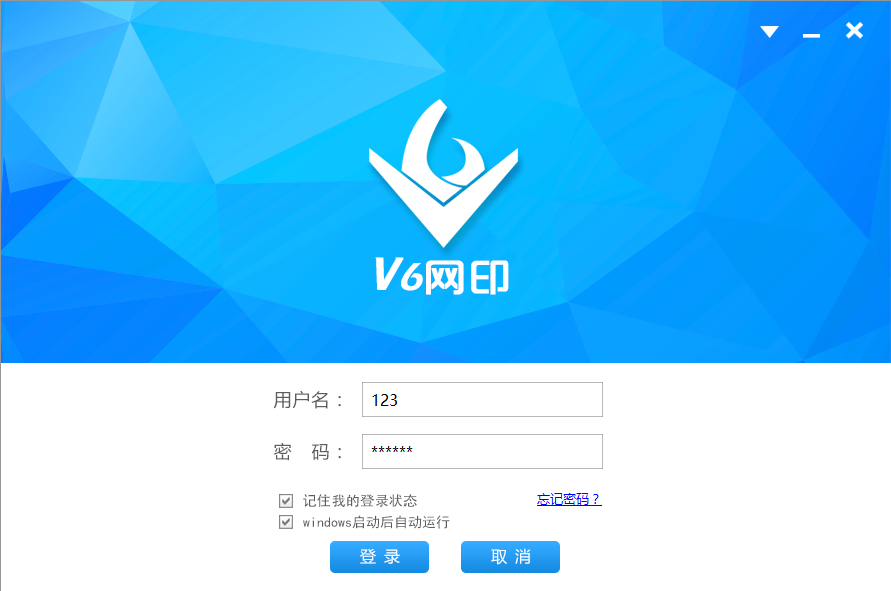 V6网印
用户名： 123
密 码： ******
记住我的登录状态 忘记密码？
windows启动后自动运行
登 录 取 消